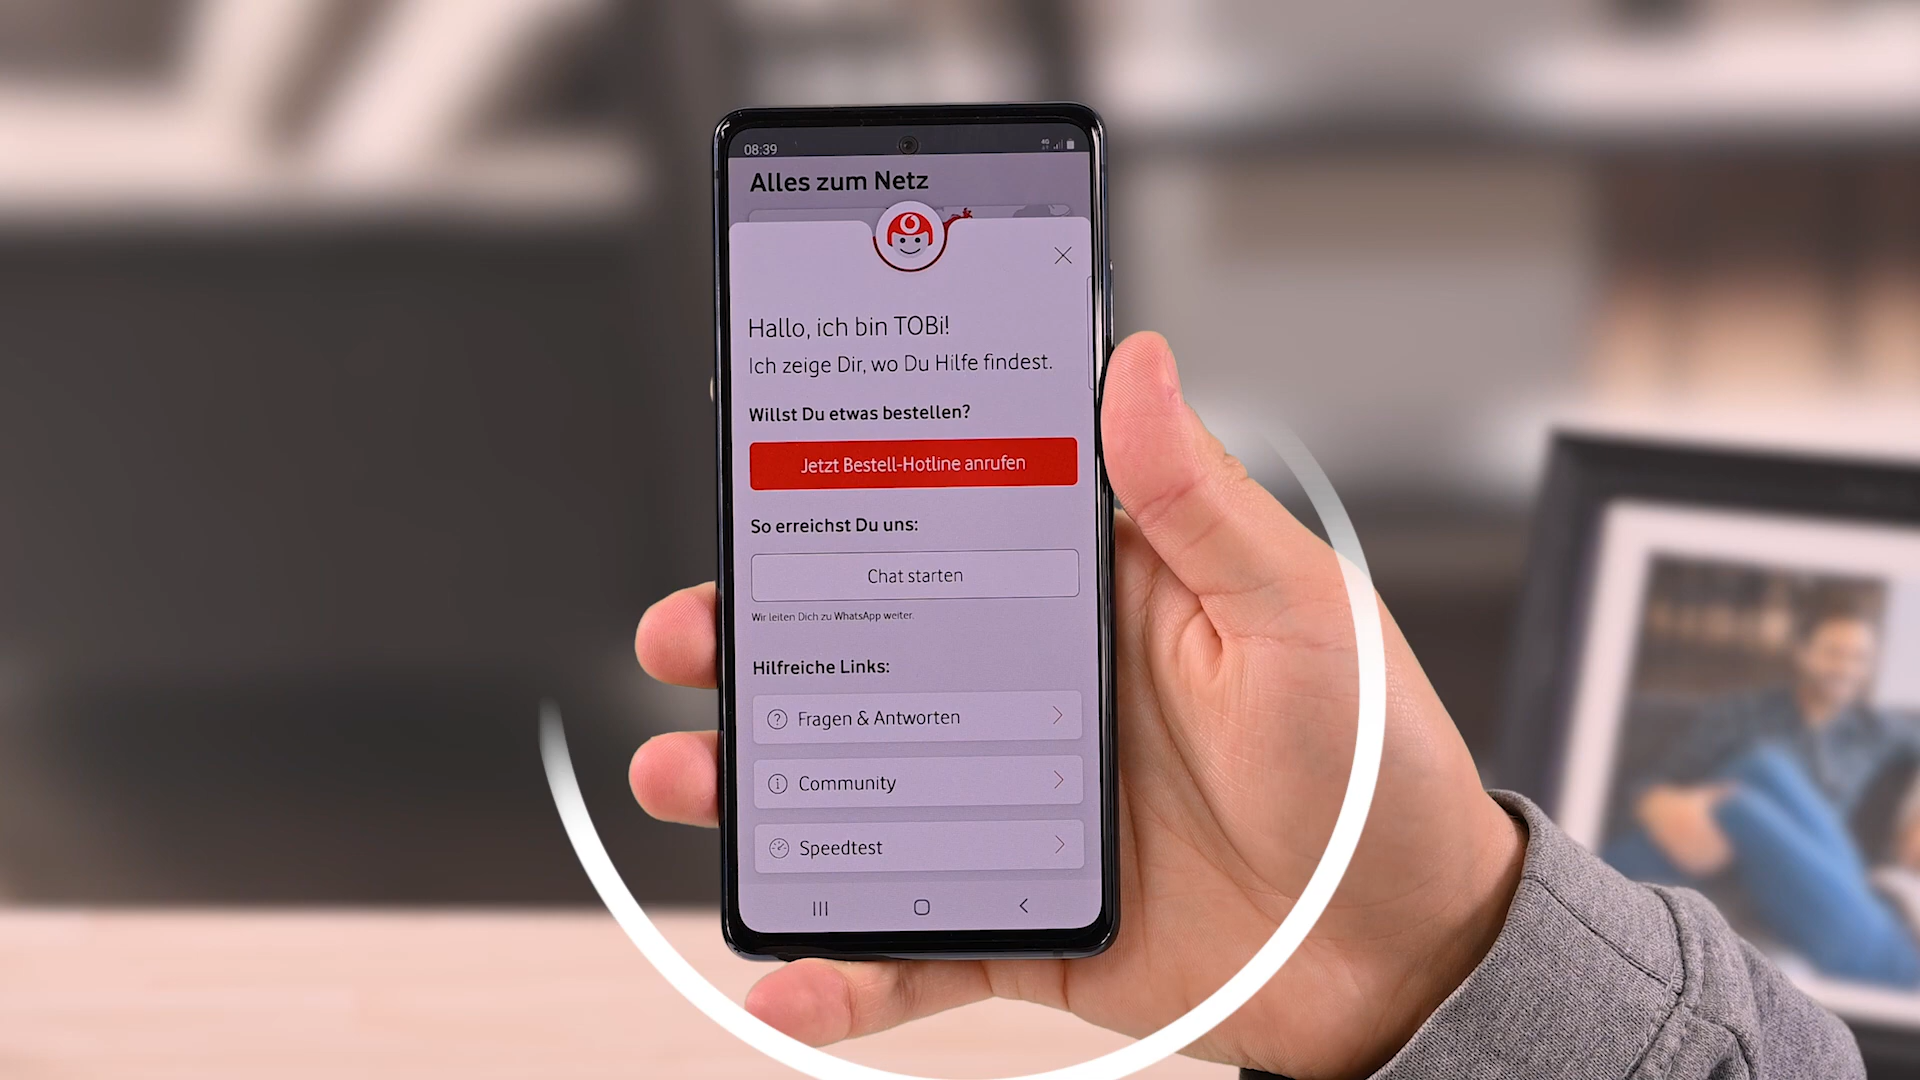 08:39
4G
Alles zum Netz
Hallo, ich bin TOBi!
Ich zeige Dir, wo Du Hilfe findest.
Willst Du etwas bestellen?
Jetzt Bestell-Hotline anrufen
So erreichst Du uns:
Chat starten
Wir leiten Dich zu WhatsApp weiter.
Hilfreiche Links:
Fragen & Antworten
Community
Speedtest